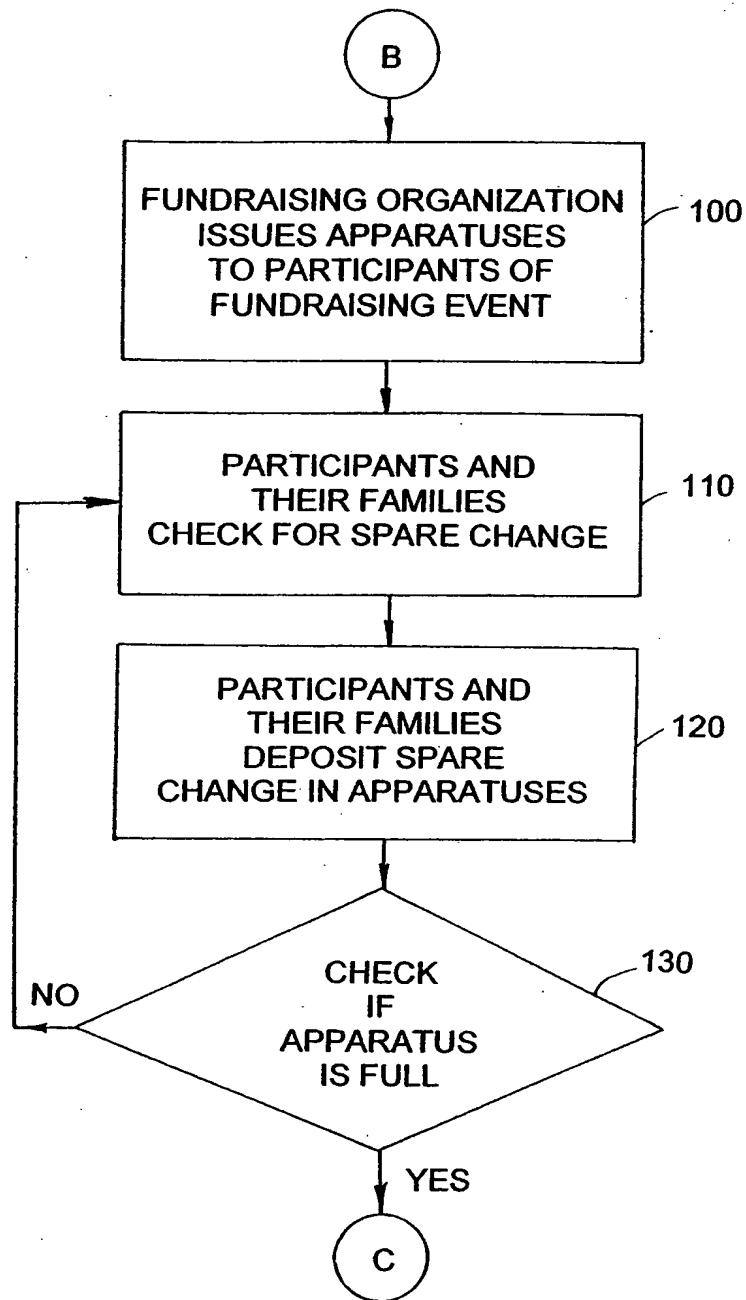 B
FUNDRAISING ORGANIZATION
ISSUES APPARATUSES
TO PARTICIPANTS OF
FUNDRAISING EVENT
100
PARTICIPANTS AND
THEIR FAMILIES
CHECK FOR SPARE CHANGE
110
PARTICIPANTS AND
THEIR FAMILIES
DEPOSIT SPARE
CHANGE IN APPARATUSES
120
CHECK
IF
APPARATUS
IS FULL
130
NO
YES
C